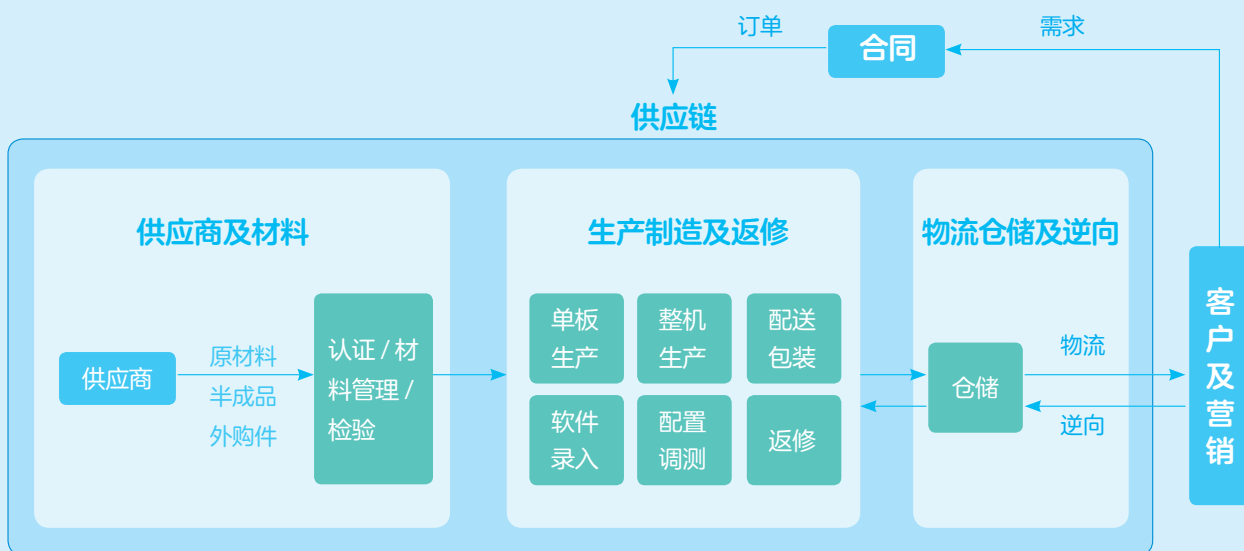 订单
合同
需求
供应链
供应商及材料
供应商
原材料
半成品
外购件
认证 / 材
料管理 /
检验
生产制造及返修
单板
生产
整机
生产
配送
包装
软件
录入
配置
调测
返修
物流仓储及逆向
仓储
物流
逆向
客户及营销